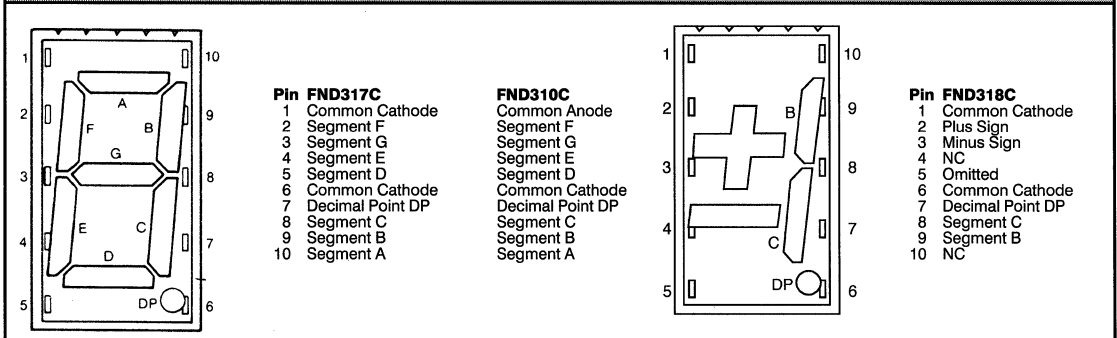 1
10
2
9
3
8
4
7
5
6
A
F
B
G
E
C
D
DP
Pin FND317C
1 Common Cathode
2 Segment F
3 Segment G
4 Segment E
5 Segment D
6 Common Cathode
7 Decimal Point DP
8 Segment C
9 Segment B
10 Segment A
FND310C
Common Anode
Segment F
Segment G
Segment E
Segment D
Common Cathode
Decimal Point DP
Segment C
Segment B
Segment A
1
10
2
9
3
8
4
7
5
6
B
C
DP
Pin FND318C
1 Common Cathode
2 Plus Sign
3 Minus Sign
4 NC
5 Omitted
6 Common Cathode
7 Decimal Point DP
8 Segment C
9 Segment B
10 NC